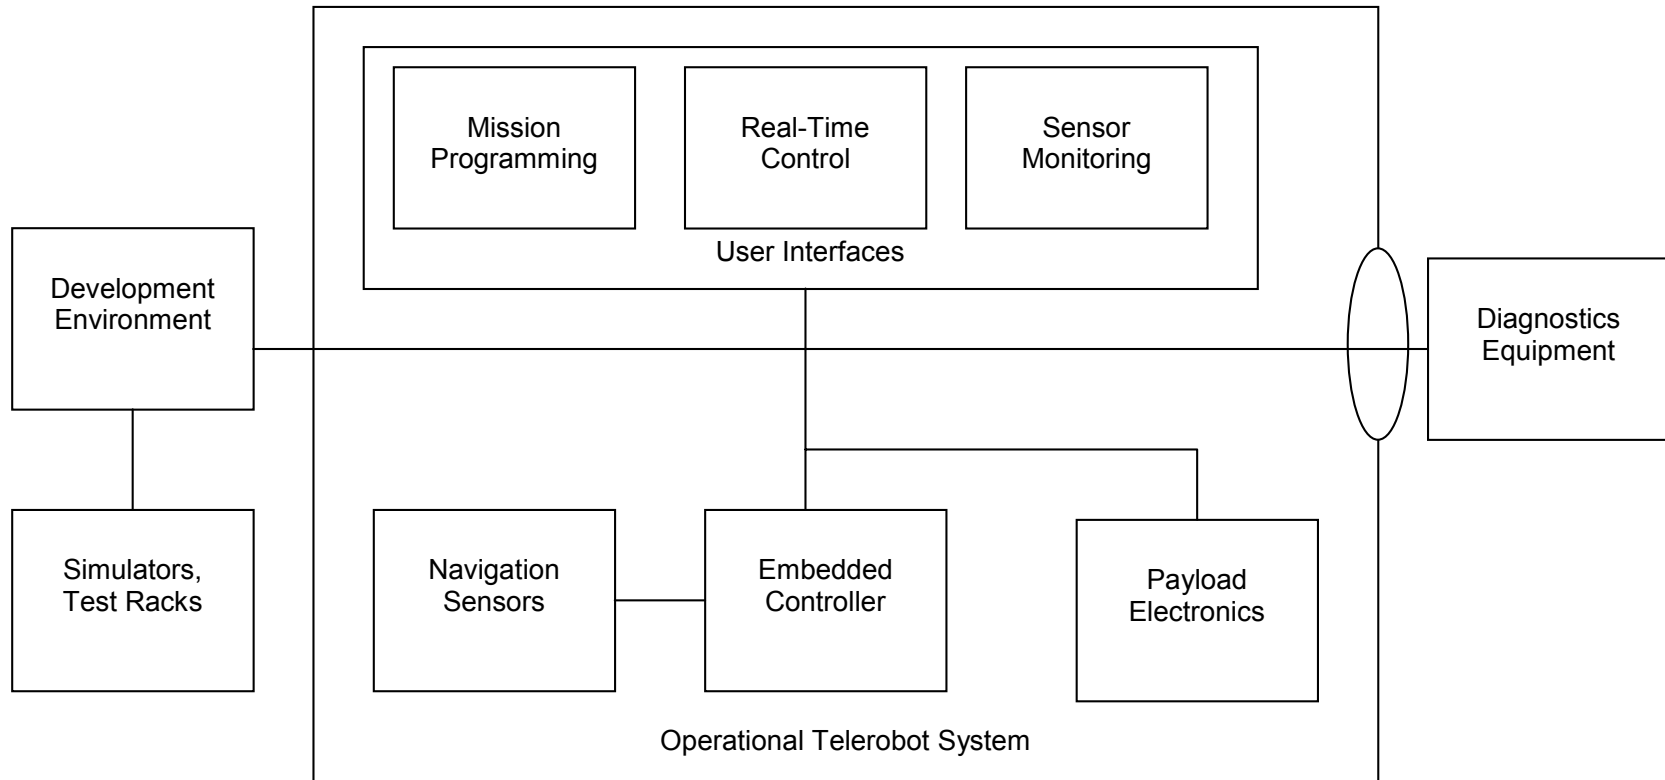 Mission
Programming
Real-Time
Control
Sensor
Monitoring
User Interfaces
Development
Environment
Diagnostics
Equipment
Simulators,
Test Racks
Navigation
Sensors
Embedded
Controller
Payload
Electronics
Operational Telerobot System